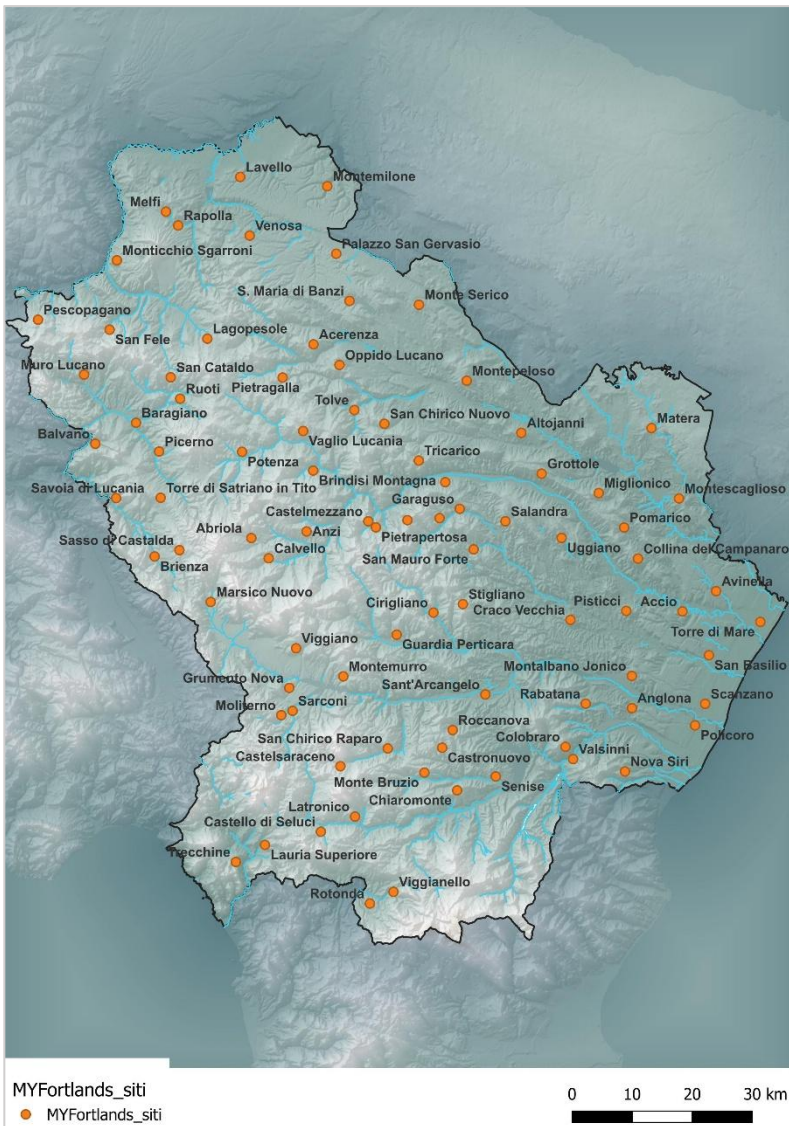 Lavello
Montemilone
Melfi
Rapolla
Venosa
Palazzo San Gervasio
Monticchio Sgarroni
S. Maria di Banzi
Monte Serico
Pescopagano
San Fele
Lagopesole
Acerenza
Oppido Lucano
Muro Lucano
San Cataldo
Pietragalla
Montepeloso
Ruoti
Tolve
San Chirico Nuovo
Altojanni
Matera
Baragiano
Balvano
Picerno
Vaglio Lucania
Potenza
Tricarico
Grottole
Brindisi Montagna
Miglionico
Montescaglioso
Savoia di Lucania
Torre di Satriano in Tito
Garaguso
Castelmezzano
Salandra
Pomarico
Abriola
Anzi
Pietrapertosa
Sasso di Castalda
Calvello
San Mauro Forte
Uggiano
Collina del Campanaro
Brienza
Avinella
Marsico Nuovo
Cirigliano
Stigliano
Craco Vecchia
Pisticci
Accio
Torre di Mare
Viggiano
Guardia Perticara
San Basilio
Grumento Nova
Montemurro
Sant'Arcangelo
Montalbano Jonico
Moliterno
Sarconi
Rabatana
Anglona
Scanzano
San Chirico Raparo
Roccanova
Colobraro
Policoro
Castelsaraceno
Castronuovo
Valsinni
Monte Bruzio
Senise
Nova Siri
Chiaromonte
Latronico
Castello di Seluci
Trecchine
Lauria Superiore
Rotonda
Viggianello
MYFortlands_siti
MYFortlands_siti
0 10 20 30 km